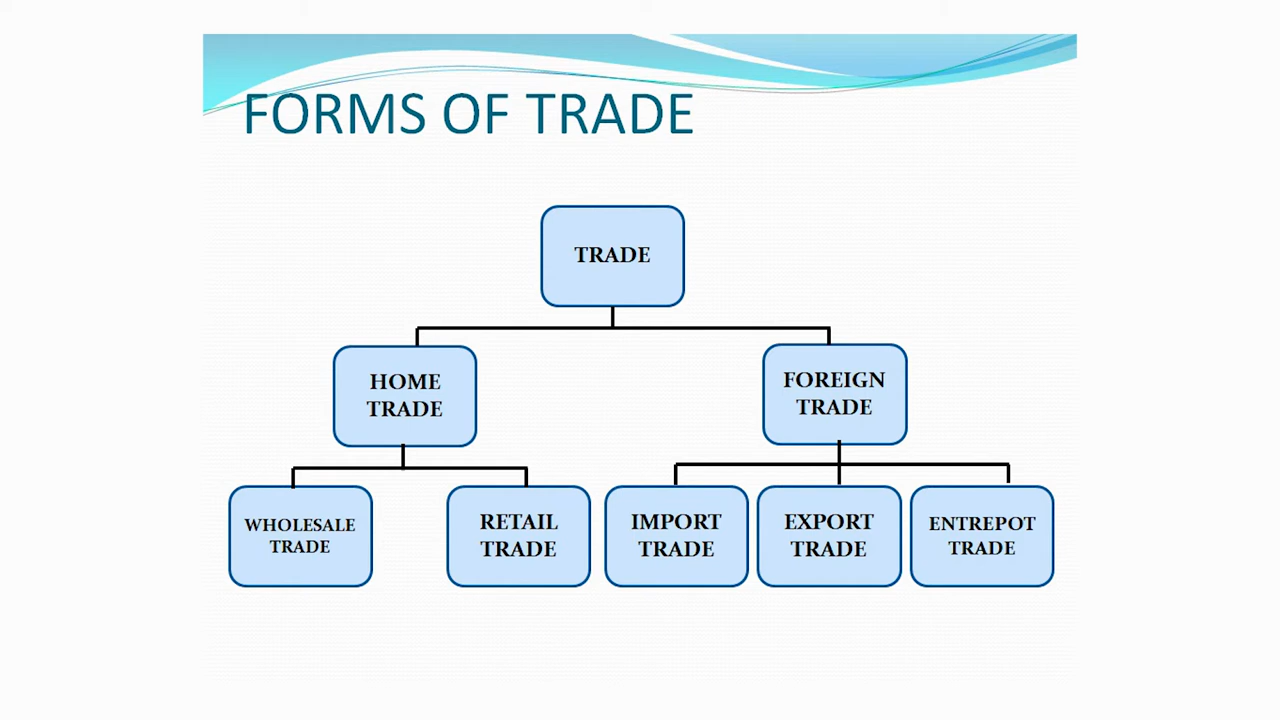 FORMS OF TRADE
TRADE
HOME
TRADE
FOREIGN
TRADE
WHOLESALE
TRADE
RETAIL
TRADE
IMPORT
TRADE
EXPORT
TRADE
ENTREPOT
TRADE